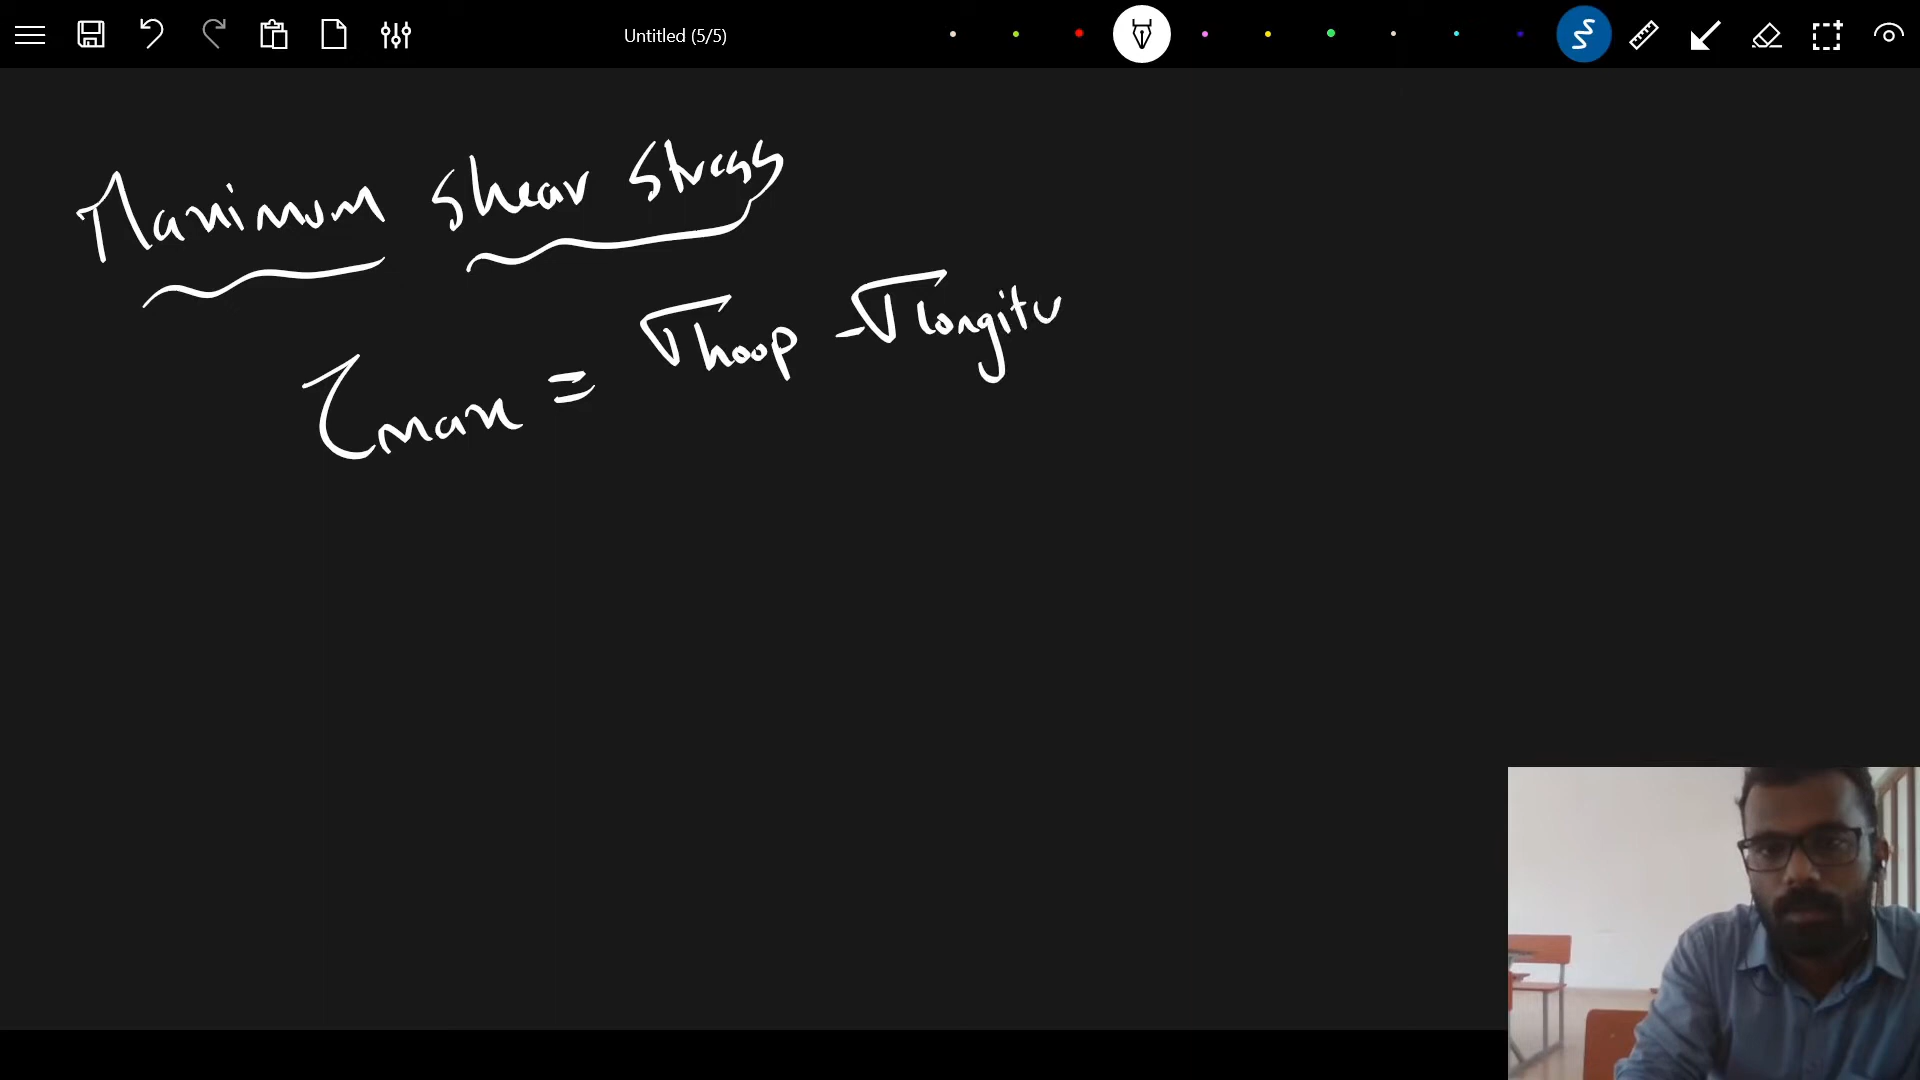 Untitled (5/5)
Maximum shear stress
τmax = σhoop - σlongitu